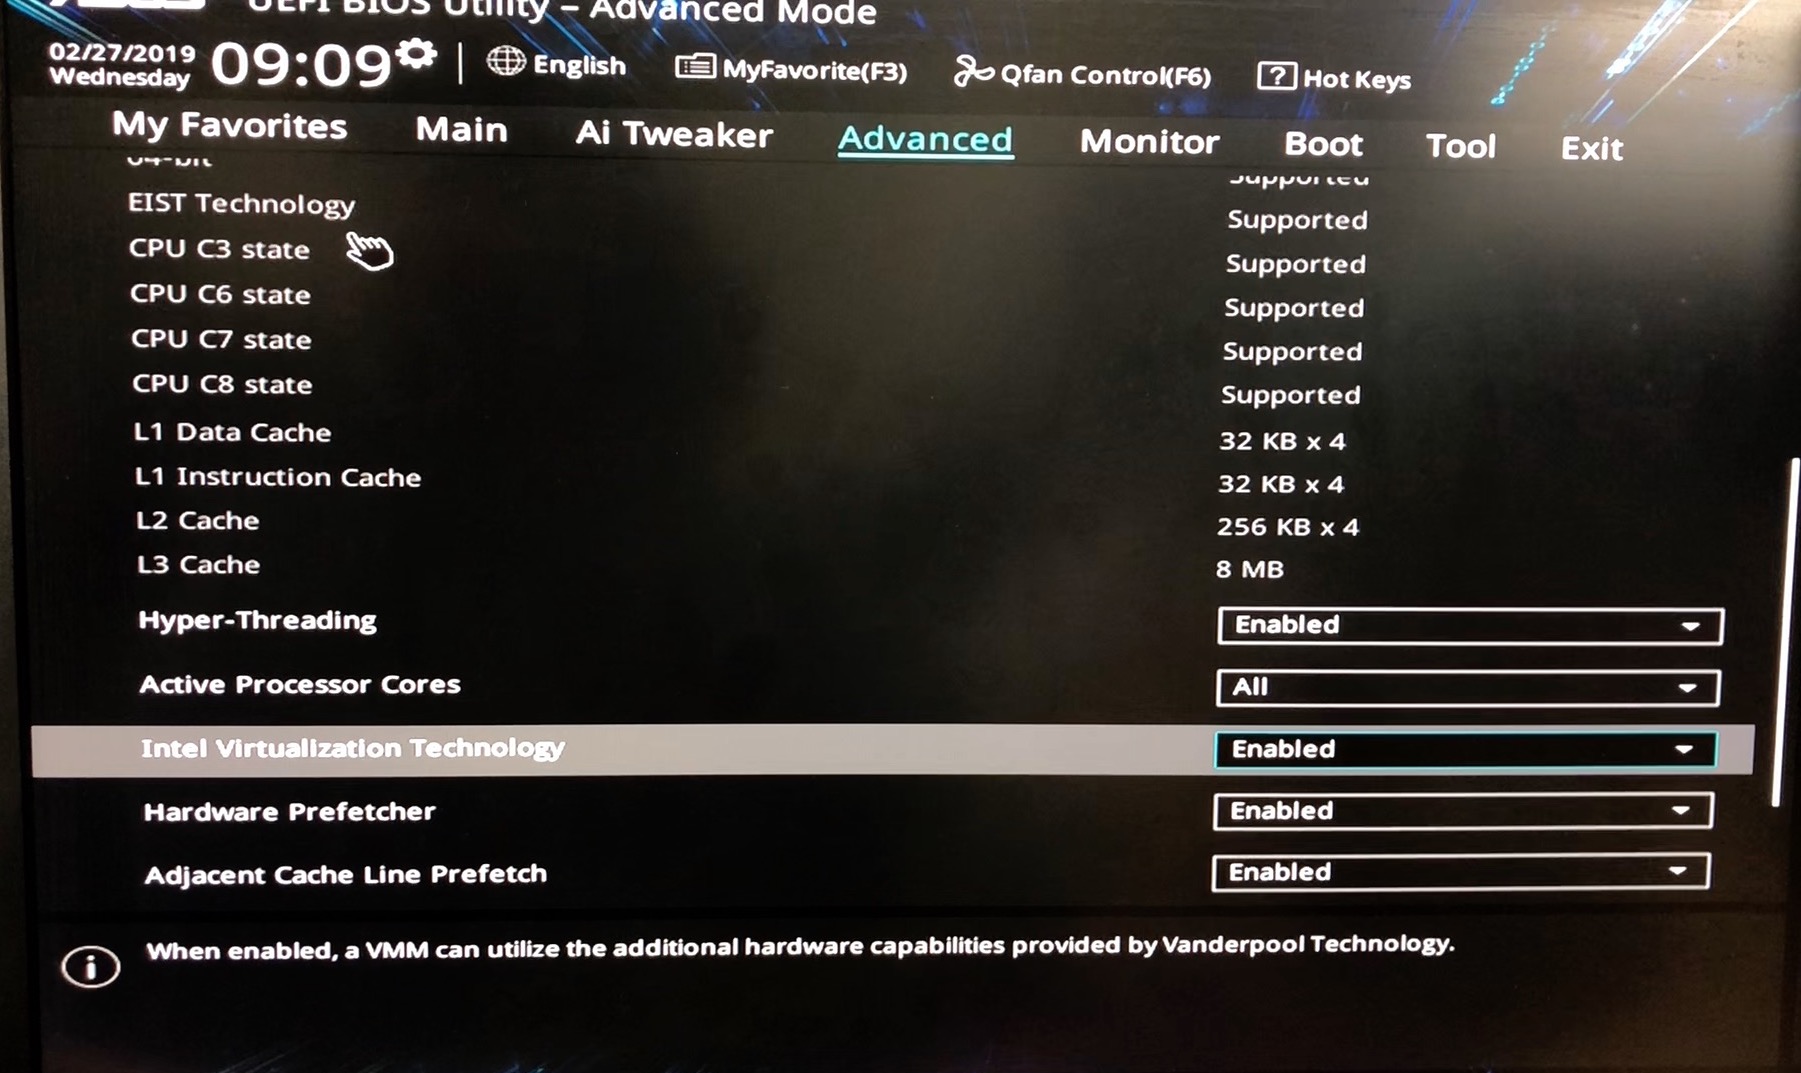 UEFI BIOS Utility – Advanced Mode
02/27/2019
Wednesday
09:09
English
MyFavorite(F3)
Qfan Control(F6)
? Hot Keys
My Favorites Main Ai Tweaker Advanced Monitor Boot Tool Exit
64-bit Supported
EIST Technology Supported
CPU C3 state Supported
CPU C6 state Supported
CPU C7 state Supported
CPU C8 state Supported
L1 Data Cache 32 KB x 4
L1 Instruction Cache 32 KB x 4
L2 Cache 256 KB x 4
L3 Cache 8 MB
Hyper-Threading Enabled
Active Processor Cores All
Intel Virtualization Technology Enabled
Hardware Prefetcher Enabled
Adjacent Cache Line Prefetch Enabled
i When enabled, a VMM can utilize the additional hardware capabilities provided by Vanderpool Technology.